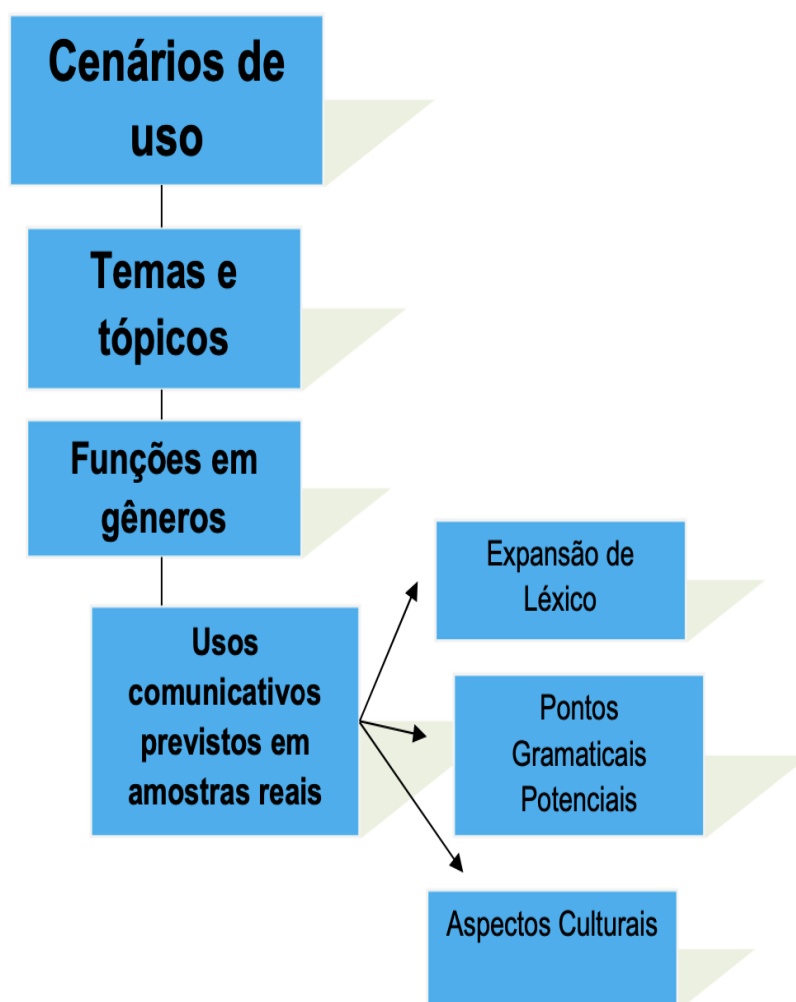 Cenários de
uso
Temas e
tópicos
Funções em
gêneros
Usos
comunicativos
previstos em
amostras reais
Expansão de
Léxico
Pontos
Gramaticais
Potenciais
Aspectos Culturais